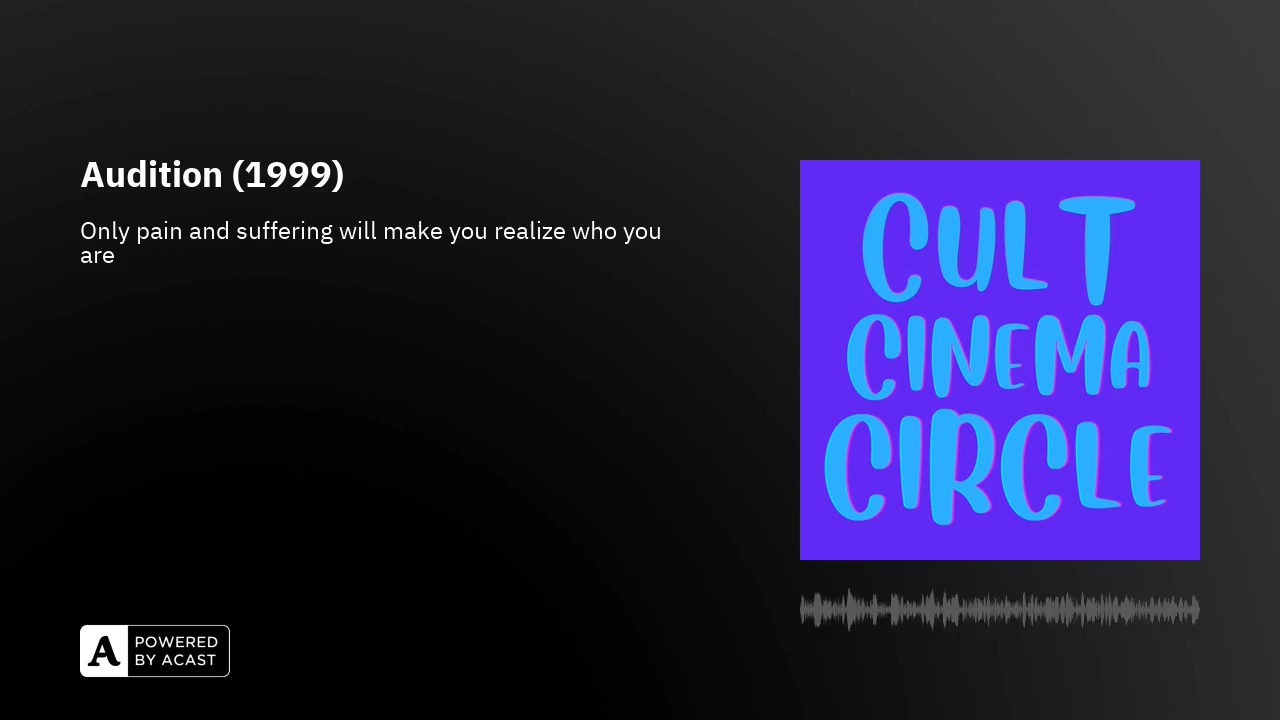 Audition (1999)
Only pain and suffering will make you realize who you
are
CULT
CINEMA
CIRCLE
A
POWERED
BY ACAST